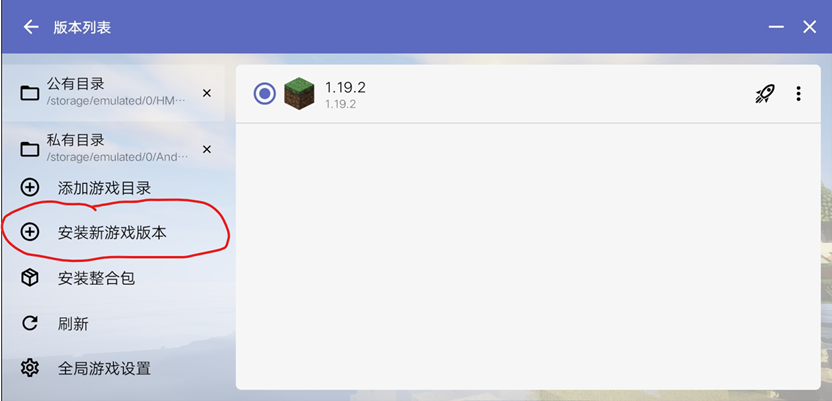 版本列表
公有目录
/storage/emulated/0/HM…
私有目录
/storage/emulated/0/And…
添加游戏目录
安装新游戏版本
安装整合包
刷新
全局游戏设置
1.19.2
1.19.2